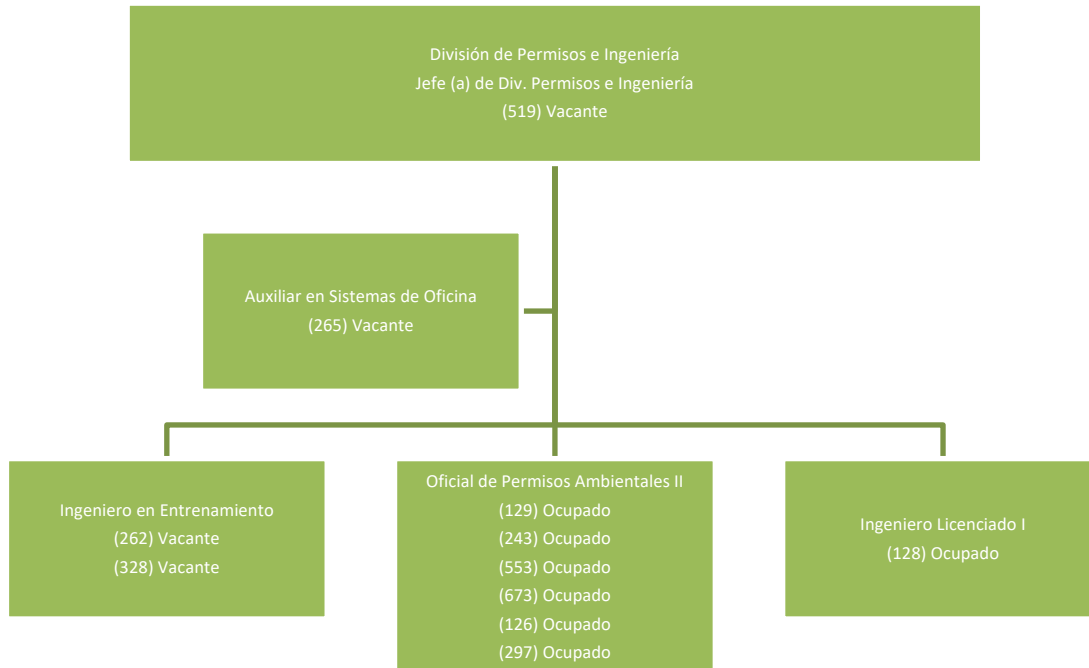 División de Permisos e Ingeniería
Jefe (a) de Div. Permisos e Ingeniería
(519) Vacante
Auxiliar en Sistemas de Oficina
(265) Vacante
Ingeniero en Entrenamiento
(262) Vacante
(328) Vacante
Oficial de Permisos Ambientales II
(129) Ocupado
(243) Ocupado
(553) Ocupado
(673) Ocupado
(126) Ocupado
(297) Ocupado
Ingeniero Licenciado I
(128) Ocupado